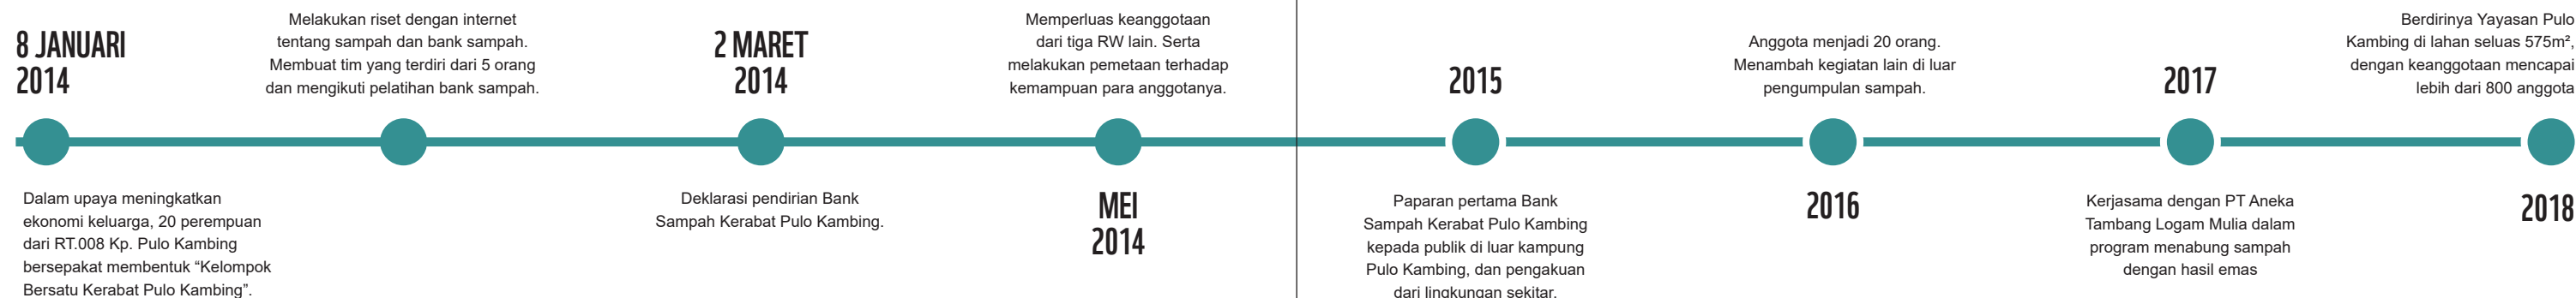 8 JANUARI
2014
Dalam upaya meningkatkan
ekonomi keluarga, 20 perempuan
dari RT.008 Kp. Pulo Kambing
bersepakat membentuk “Kelompok
Bersatu Kerabat Pulo Kambing”.
Melakukan riset dengan internet
tentang sampah dan bank sampah.
Membuat tim yang terdiri dari 5 orang
dan mengikuti pelatihan bank sampah.
2 MARET
2014
Deklarasi pendirian Bank
Sampah Kerabat Pulo Kambing.
Memperluas keanggotaan
dari tiga RW lain. Serta
melakukan pemetaan terhadap
kemampuan para anggotanya.
MEI
2014
2015
Paparan pertama Bank
Sampah Kerabat Pulo Kambing
kepada publik di luar kampung
Pulo Kambing, dan pengakuan
dari lingkungan sekitar.
Anggota menjadi 20 orang.
Menambah kegiatan lain di luar
pengumpulan sampah.
2016
2017
Kerjasama dengan PT Aneka
Tambang Logam Mulia dalam
program menabung sampah
dengan hasil emas
Berdirinya Yayasan Pulo
Kambing di lahan seluas 575m²,
dengan keanggotaan mencapai
lebih dari 800 anggota
2018